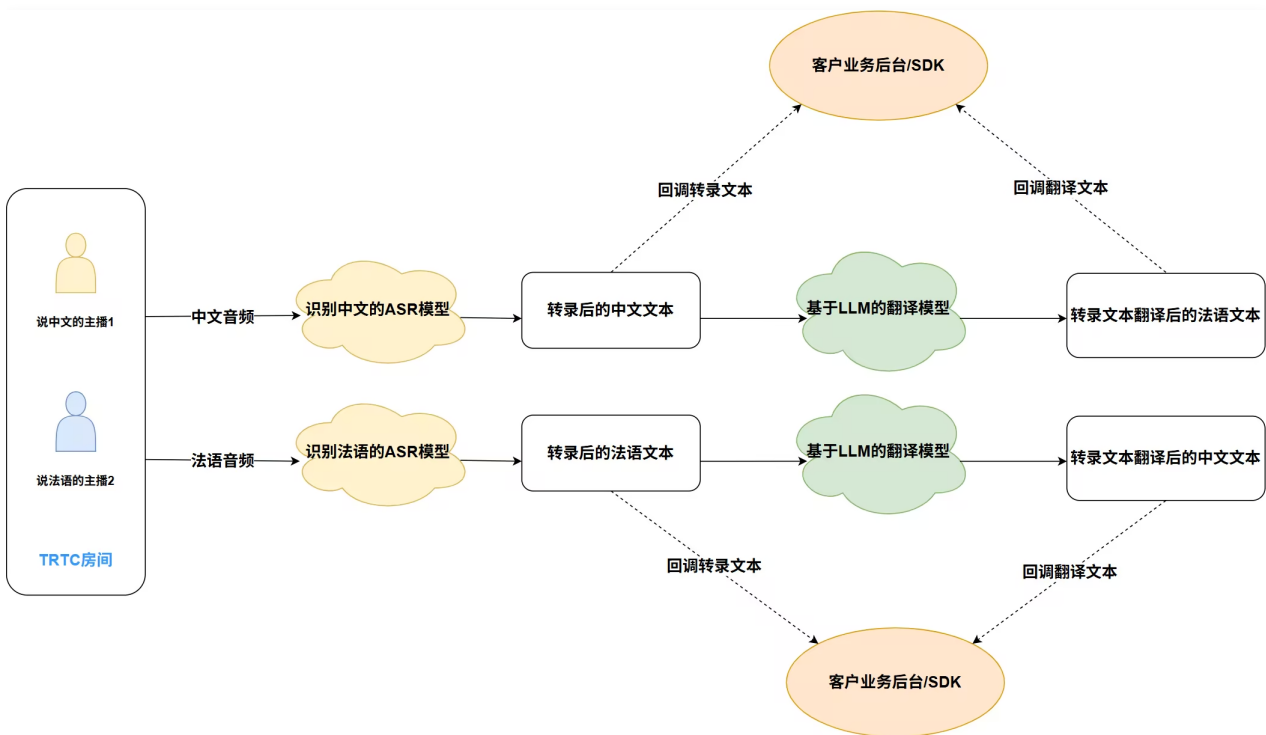 客户业务后台/SDK
回调转录文本
回调翻译文本
说中文的主播1
中文音频
识别中文的ASR模型
转录后的中文文本
基于LLM的翻译模型
转录文本翻译后的法语文本
说法语的主播2
法语音频
识别法语的ASR模型
转录后的法语文本
基于LLM的翻译模型
转录文本翻译后的中文文本
TRTC房间
回调转录文本
回调翻译文本
客户业务后台/SDK